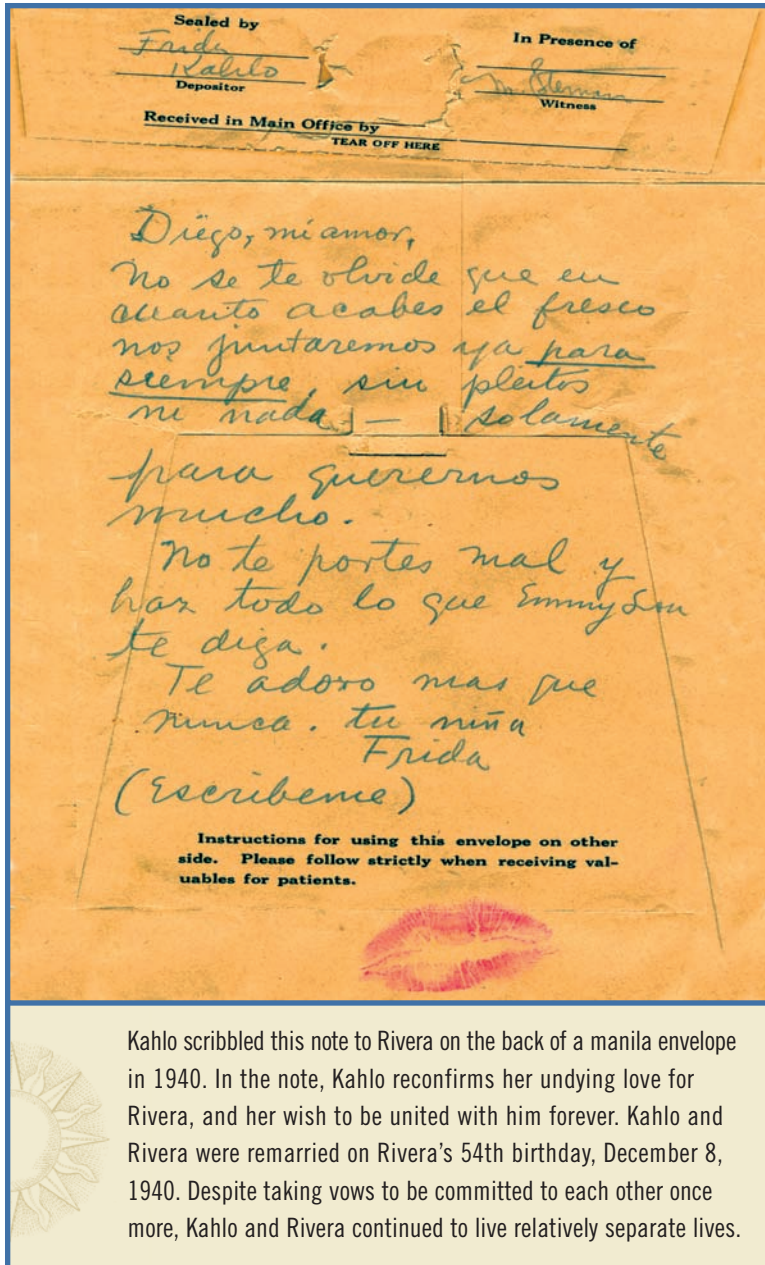 Sealed by
Frida
Kahlo
Depositor
In Presence of
Witness
Received in Main Office by
TEAR OFF HERE
Diego, mi amor,
No se te olvide que en
cuanto acabes el fresco
nos juntaremos ya para
siempre, sin pleitos
ni nada — solamente
para querernos
mucho.
No te portes mal y
haz todo lo que Emmy Lou
te diga.
Te adoro mas que
nunca. tu niña
Frida
(Escribeme)
Instructions for using this envelope on other
side. Please follow strictly when receiving val-
uables for patients.
Kahlo scribbled this note to Rivera on the back of a manila envelope
in 1940. In the note, Kahlo reconfirms her undying love for
Rivera, and her wish to be united with him forever. Kahlo and
Rivera were remarried on Rivera's 54th birthday, December 8,
1940. Despite taking vows to be committed to each other once
more, Kahlo and Rivera continued to live relatively separate lives.